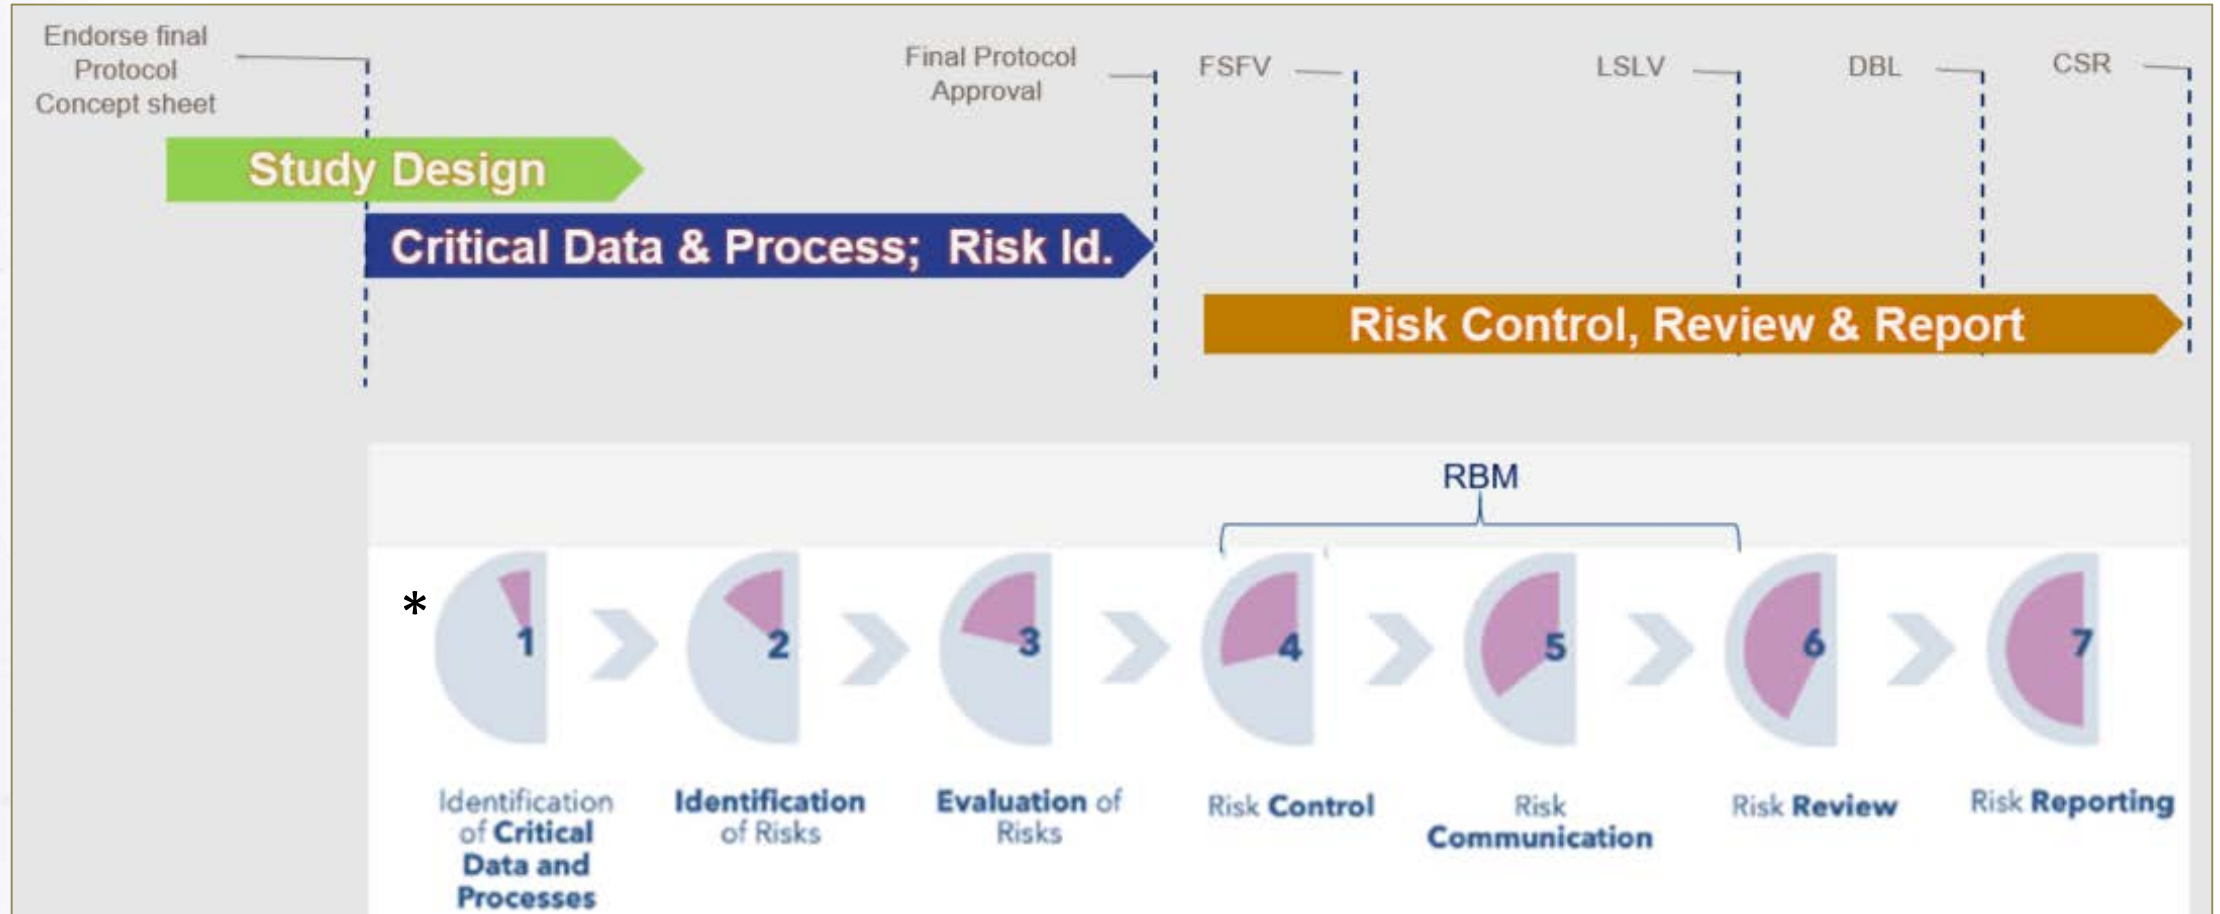 Endorse final
Protocol
Concept sheet
Final Protocol
Approval
FSFV
LSLV
DBL
CSR
Study Design
Critical Data & Process;  Risk Id.
Risk Control, Review & Report
RBM
*
1
2
3
4
5
6
7
Identification
of Critical
Data and
Processes
Identification
of Risks
Evaluation of
Risks
Risk Control
Risk
Communication
Risk Review
Risk Reporting